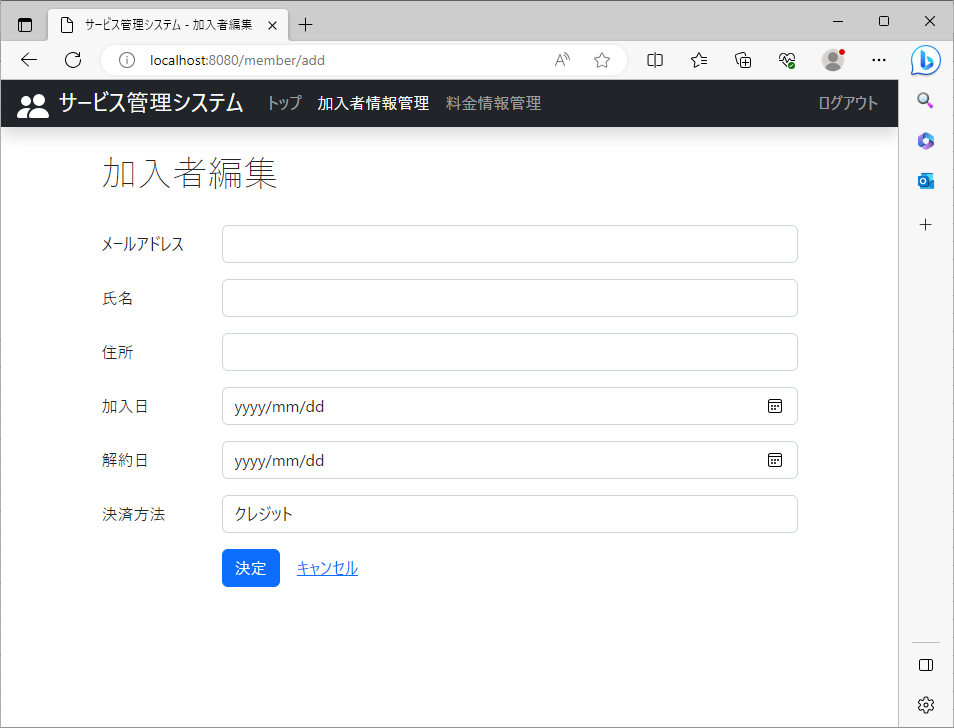 サービス管理システム - 加入者編集
localhost:8080/member/add
サービス管理システム トップ 加入者情報管理 料金情報管理 ログアウト
加入者編集
メールアドレス
氏名
住所
加入日 yyyy/mm/dd
解約日 yyyy/mm/dd
決済方法 クレジット
決定 キャンセル